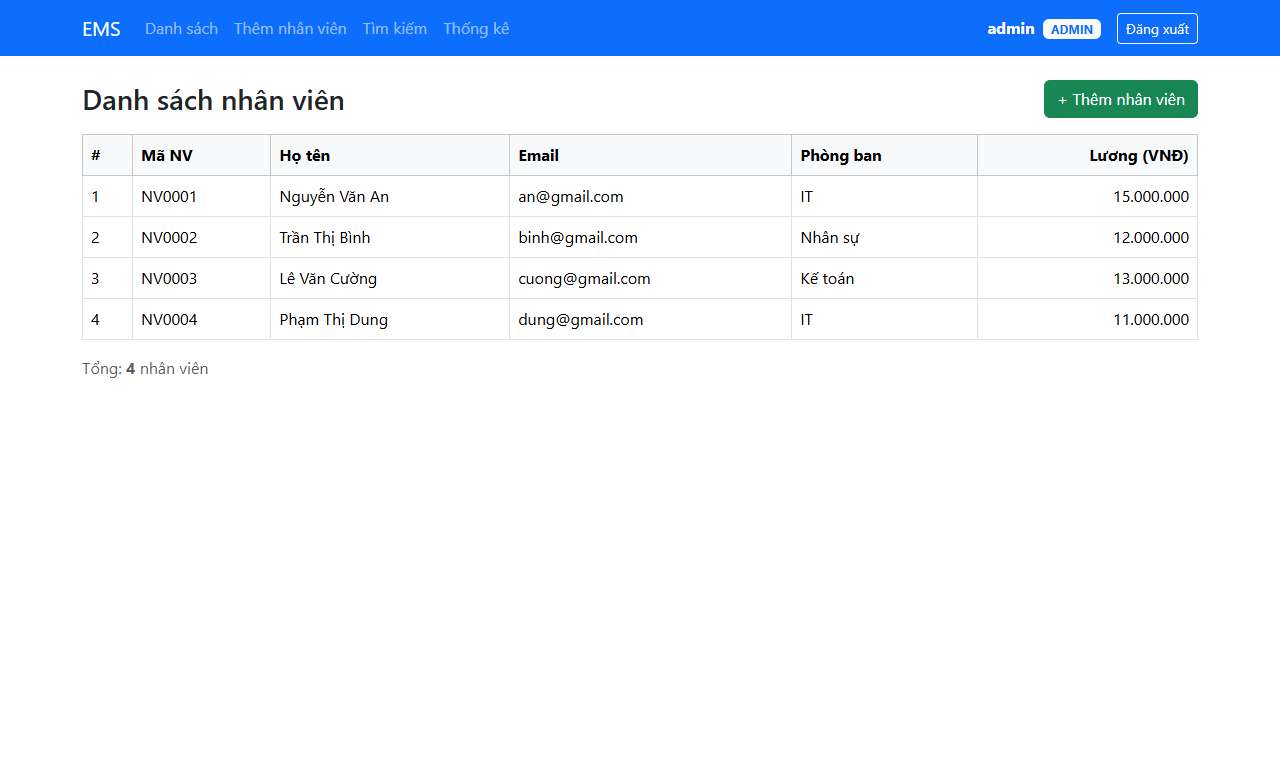 EMS Danh sách Thêm nhân viên Tìm kiếm Thống kê admin ADMIN Đăng xuất
Danh sách nhân viên + Thêm nhân viên
# Mã NV Họ tên Email Phòng ban Lương (VNĐ)
1 NV0001 Nguyễn Văn An an@gmail.com IT 15.000.000
2 NV0002 Trần Thị Bình binh@gmail.com Nhân sự 12.000.000
3 NV0003 Lê Văn Cường cuong@gmail.com Kế toán 13.000.000
4 NV0004 Phạm Thị Dung dung@gmail.com IT 11.000.000
Tổng: 4 nhân viên